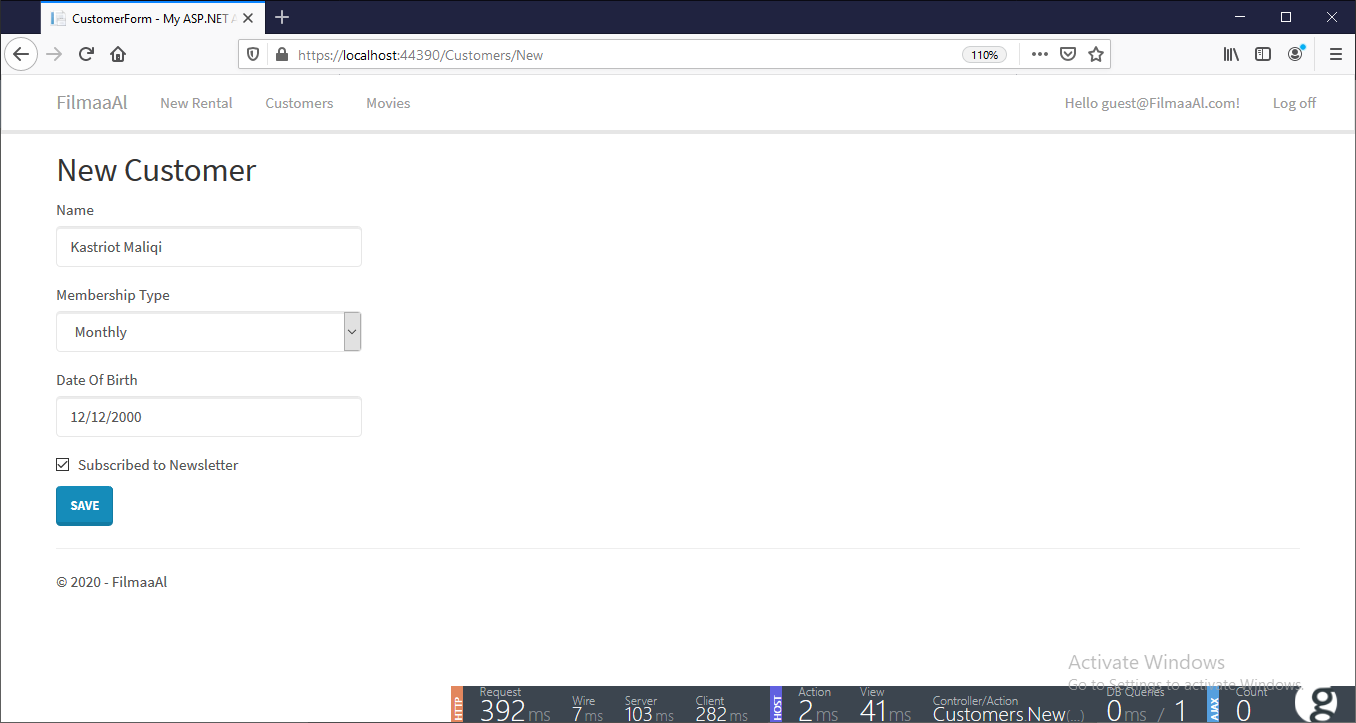 CustomerForm - My ASP.NET A
https://localhost:44390/Customers/New
110%
FilmaaAl New Rental Customers Movies Hello guest@FilmaaAl.com! Log off
New Customer
Name
Kastriot Maliqi
Membership Type
Monthly
Date Of Birth
12/12/2000
Subscribed to Newsletter
SAVE
© 2020 - FilmaaAl
Activate Windows
Go to Settings to activate Windows.
HTTP
Request
392 ms
Wire
7 ms
Server
103 ms
Client
282 ms
HOST
Action
2 ms
View
41 ms
Controller/Action
Customers.New(...)
DB Queries
0 ms / 1
AJAX
Count
0
g